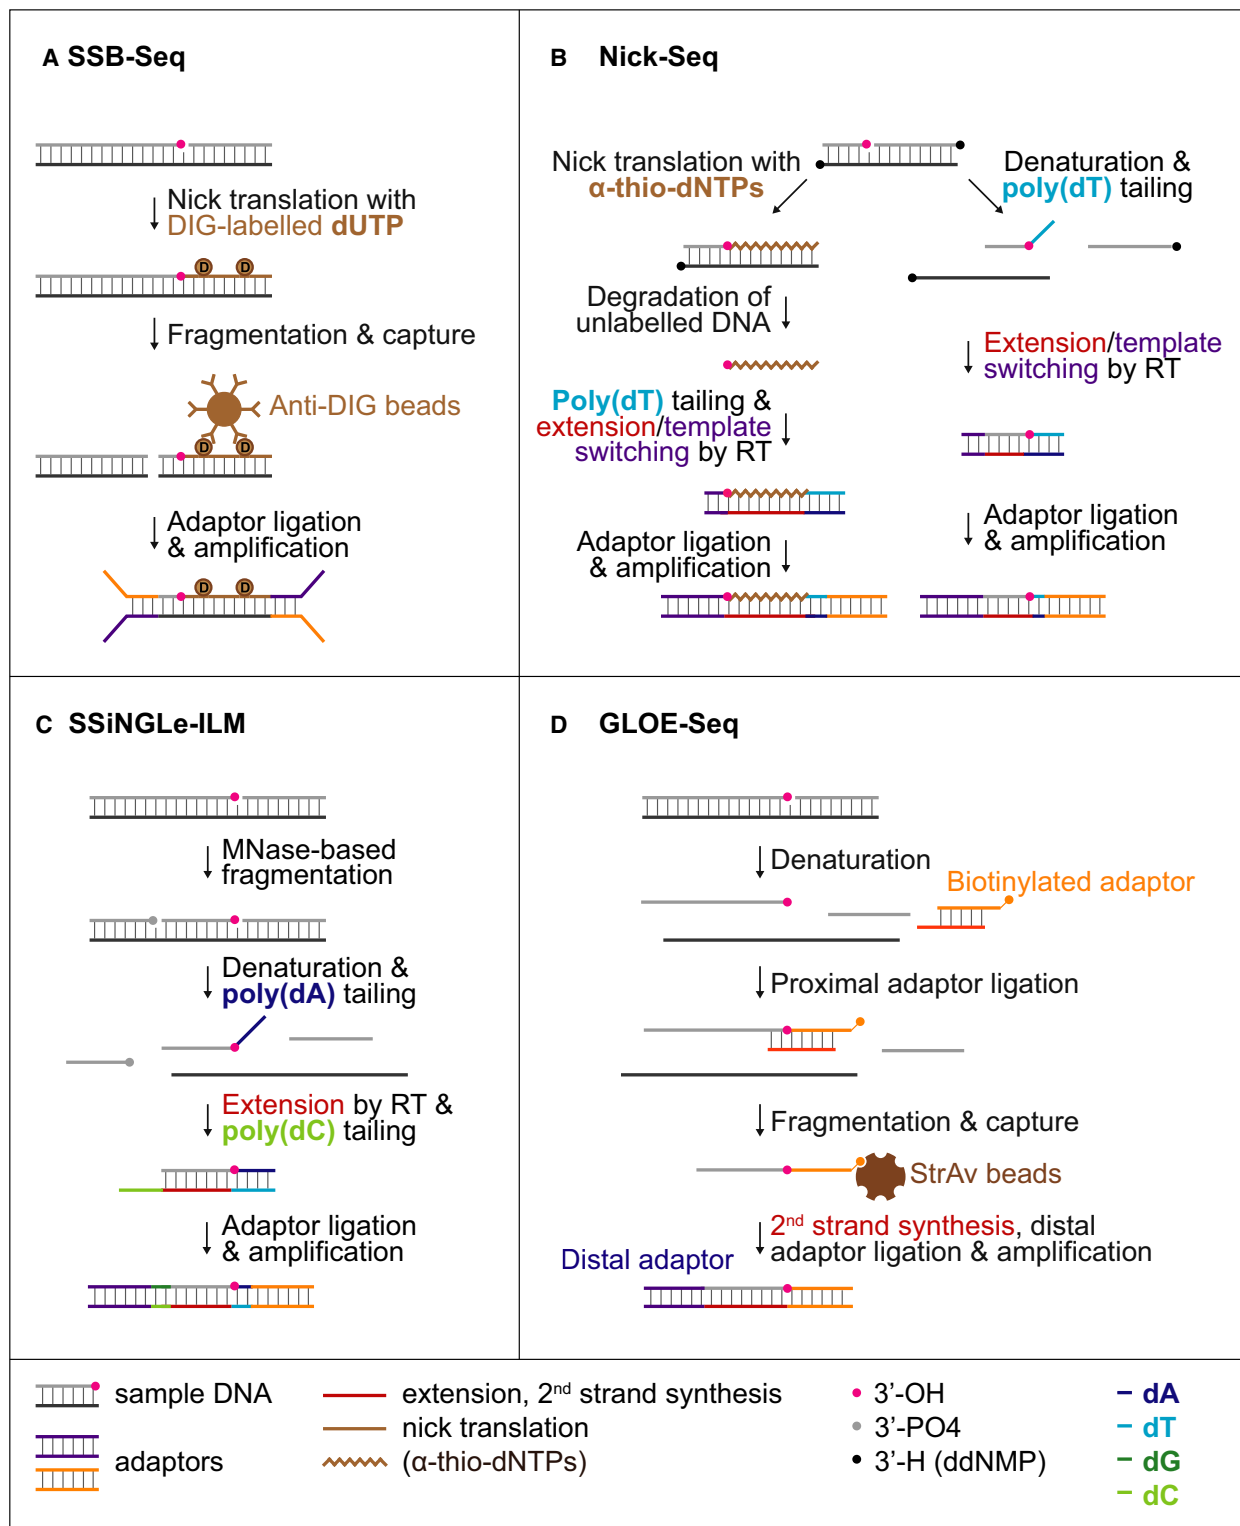 A SSB-Seq
Nick translation with
DIG-labelled dUTP
D D
Fragmentation & capture
Anti-DIG beads
D D
Adaptor ligation
& amplification
D D
B Nick-Seq
Nick translation with
α-thio-dNTPs
Denaturation &
poly(dT) tailing
Degradation of
unlabelled DNA
Extension/template
switching by RT
Poly(dT) tailing &
extension/template
switching by RT
Adaptor ligation
& amplification
Adaptor ligation
& amplification
C SSiNGLe-ILM
MNase-based
fragmentation
Denaturation &
poly(dA) tailing
Extension by RT &
poly(dC) tailing
Adaptor ligation
& amplification
D GLOE-Seq
Denaturation
Biotinylated adaptor
Proximal adaptor ligation
Fragmentation & capture
StrAv beads
2nd strand synthesis, distal
adaptor ligation & amplification
Distal adaptor
sample DNA
adaptors
extension, 2nd strand synthesis
nick translation
(α-thio-dNTPs)
3'-OH
3'-PO4
3'-H (ddNMP)
dA
dT
dG
dC